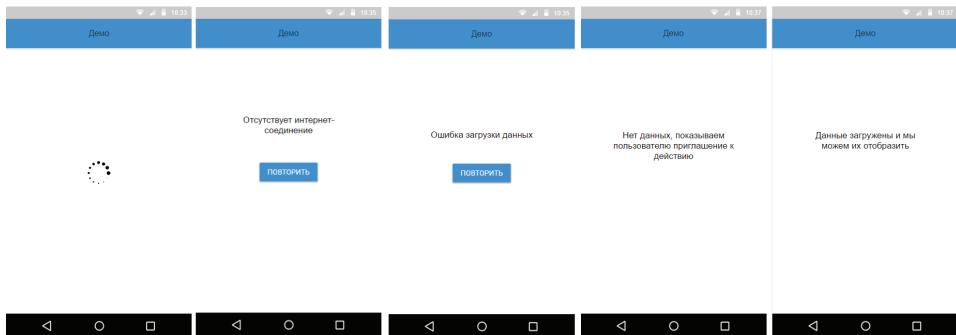 10:33
Демо
10:35
Демо
Отсутствует интернет-
соединение
ПОВТОРИТЬ
10:35
Демо
Ошибка загрузки данных
ПОВТОРИТЬ
10:37
Демо
Нет данных, показываем
пользователю приглашение к
действию
10:37
Демо
Данные загружены и мы
можем их отобразить